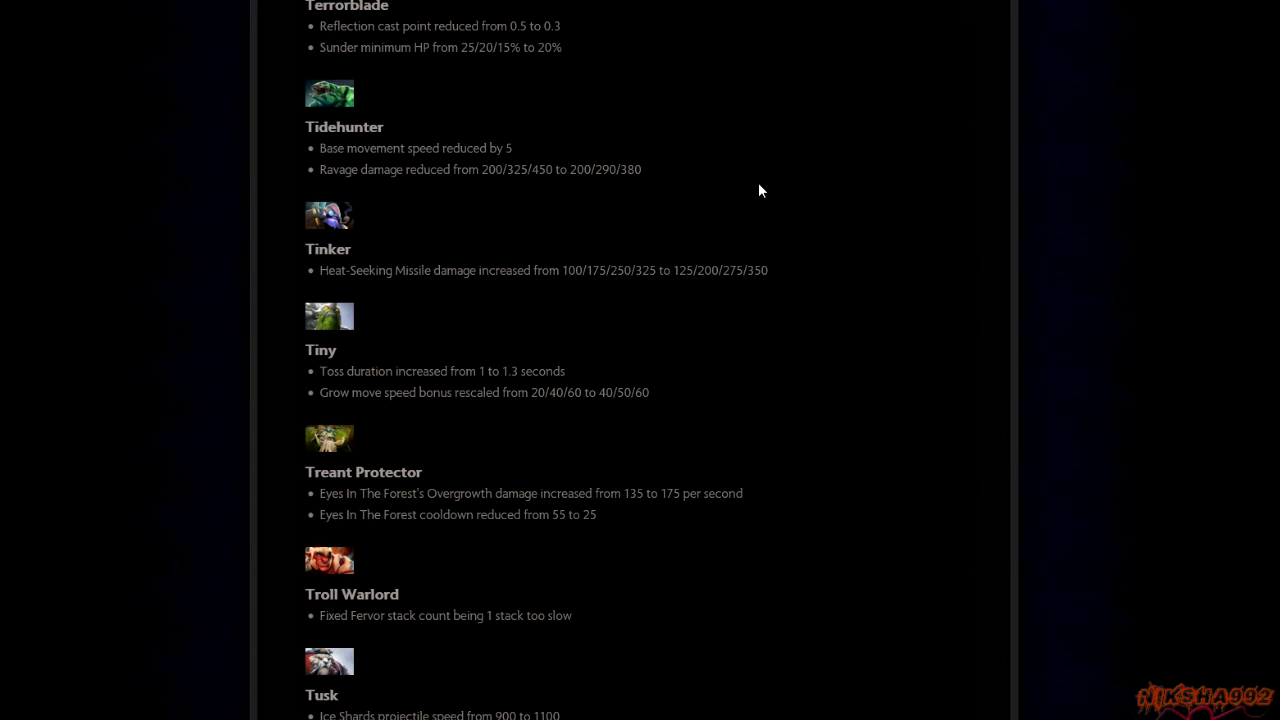 Terrorblade
• Reflection cast point reduced from 0.5 to 0.3
• Sunder minimum HP from 25/20/15% to 20%
Tidehunter
• Base movement speed reduced by 5
• Ravage damage reduced from 200/325/450 to 200/290/380
Tinker
• Heat-Seeking Missile damage increased from 100/175/250/325 to 125/200/275/350
Tiny
• Toss duration increased from 1 to 1.3 seconds
• Grow move speed bonus rescaled from 20/40/60 to 40/50/60
Treant Protector
• Eyes In The Forest's Overgrowth damage increased from 135 to 175 per second
• Eyes In The Forest cooldown reduced from 55 to 25
Troll Warlord
• Fixed Fervor stack count being 1 stack too slow
Tusk
• Ice Shards projectile speed from 900 to 1100
NIKSHA992